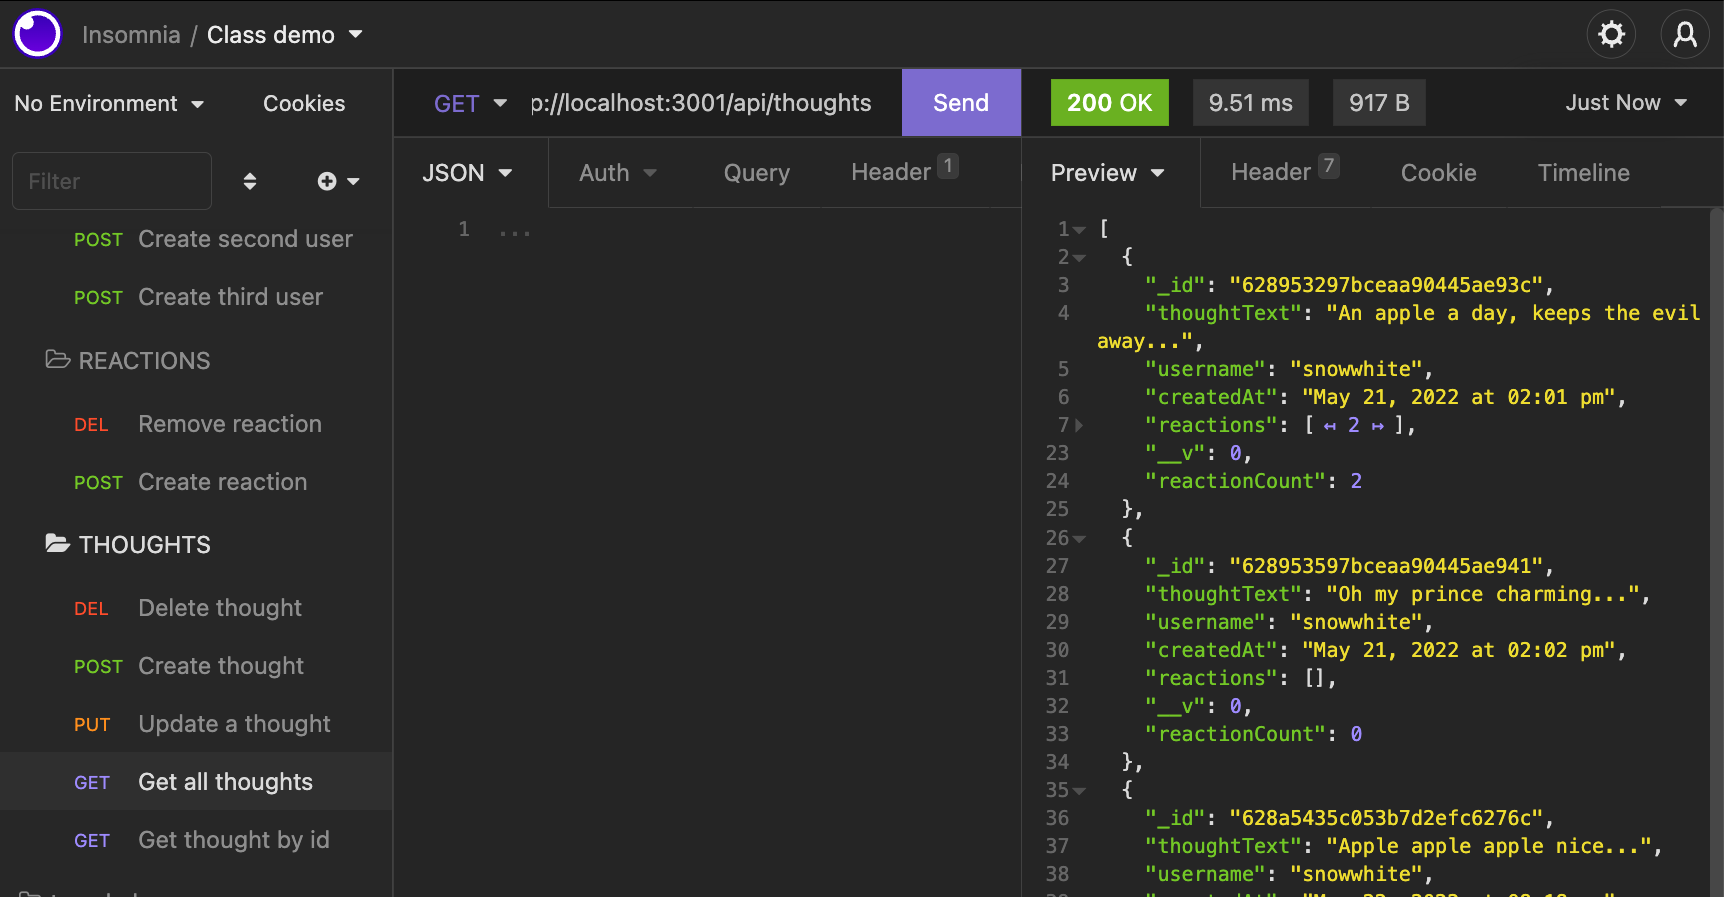 Insomnia / Class demo
No Environment
Cookies
GET
p://localhost:3001/api/thoughts
Send
200 OK
9.51 ms
917 B
Just Now
Filter
JSON
Auth
Query
Header 1
Preview
Header 7
Cookie
Timeline
POST Create second user
POST Create third user
REACTIONS
DEL Remove reaction
POST Create reaction
THOUGHTS
DEL Delete thought
POST Create thought
PUT Update a thought
GET Get all thoughts
GET Get thought by id
1 ...
1 [
2 {
3 "_id": "628953297bceaa90445ae93c",
4 "thoughtText": "An apple a day, keeps the evil
away...",
5 "username": "snowwhite",
6 "createdAt": "May 21, 2022 at 02:01 pm",
7 "reactions": [ ↤ 2 ↦ ],
23 "__v": 0,
24 "reactionCount": 2
25 },
26 {
27 "_id": "628953597bceaa90445ae941",
28 "thoughtText": "Oh my prince charming...",
29 "username": "snowwhite",
30 "createdAt": "May 21, 2022 at 02:02 pm",
31 "reactions": [],
32 "__v": 0,
33 "reactionCount": 0
34 },
35 {
36 "_id": "628a5435c053b7d2efc6276c",
37 "thoughtText": "Apple apple apple nice...",
38 "username": "snowwhite",